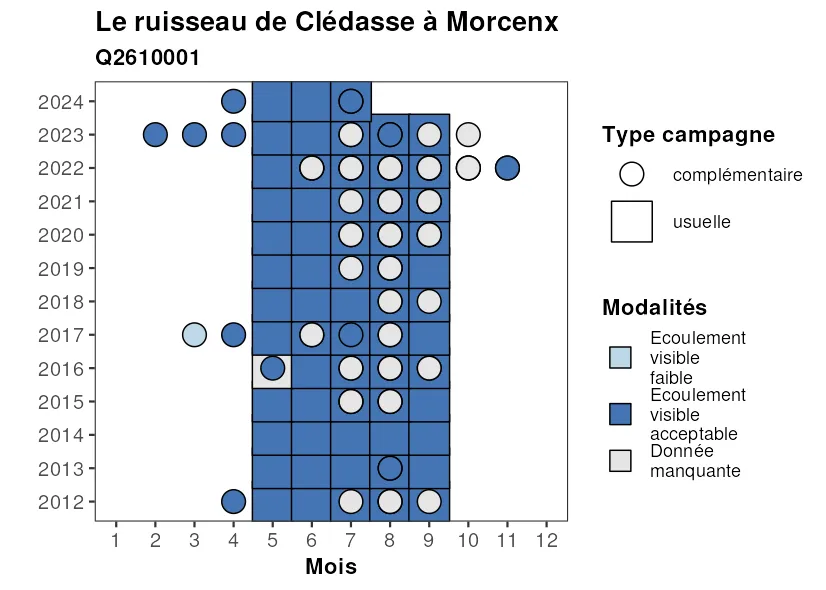 Le ruisseau de Clédasse à Morcenx
Q2610001
2024
2023
2022
2021
2020
2019
2018
2017
2016
2015
2014
2013
2012
1 2 3 4 5 6 7 8 9 10 11 12
Mois
Type campagne
complémentaire
usuelle
Modalités
Ecoulement
visible
faible
Ecoulement
visible
acceptable
Donnée
manquante